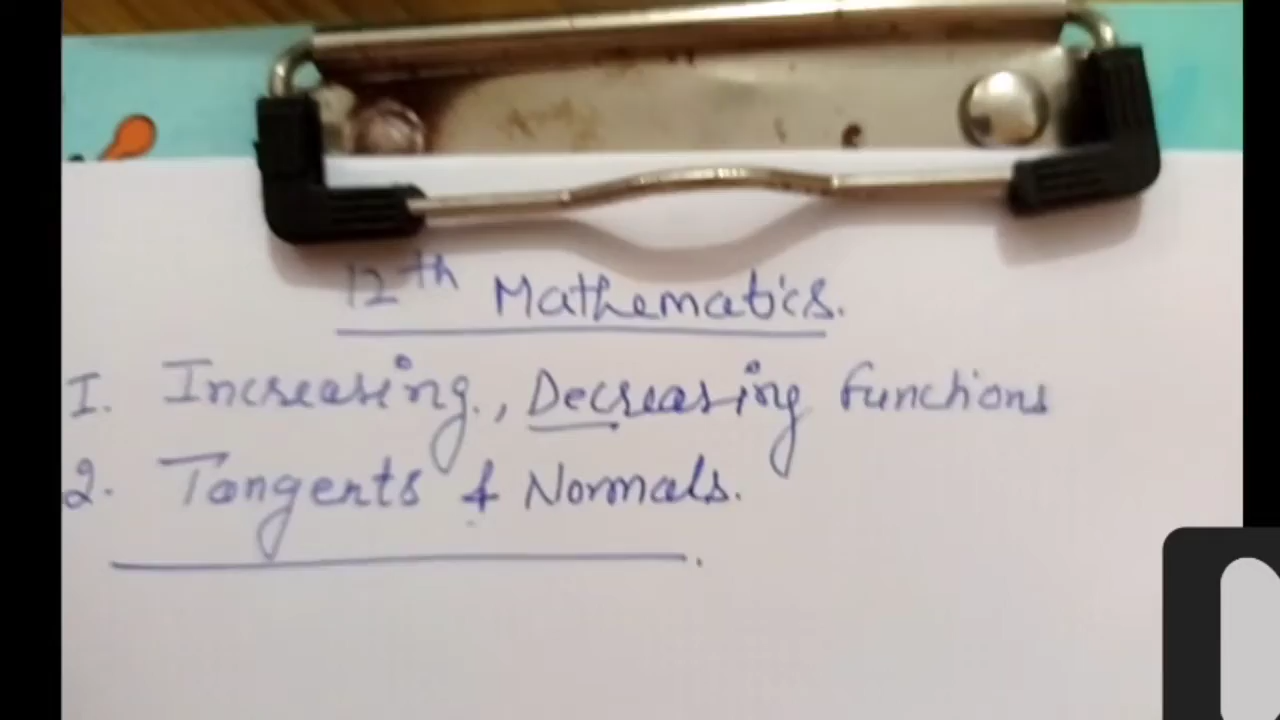 12th Mathematics.
I. Increasing, Decreasing functions
2. Tangents & Normals.